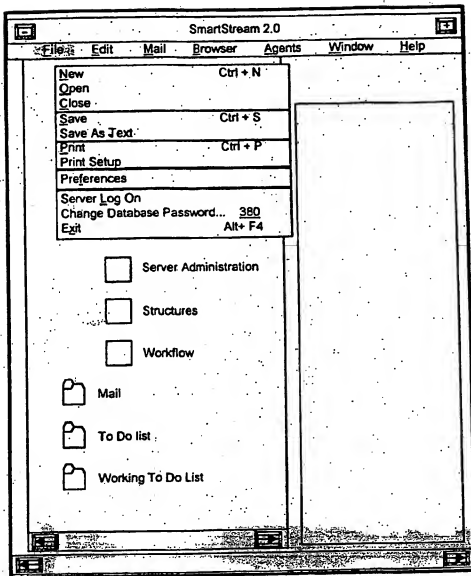 SmartStream 2.0
File Edit Mail Browser Agents Window Help
New Ctrl + N
Open
Close
Save Ctrl + S
Save As Text
Print Ctrl + P
Print Setup
Preferences
Server Log On
Change Database Password... 380
Exit Alt+ F4
Server Administration
Structures
Workflow
Mail
To Do list
Working To Do List